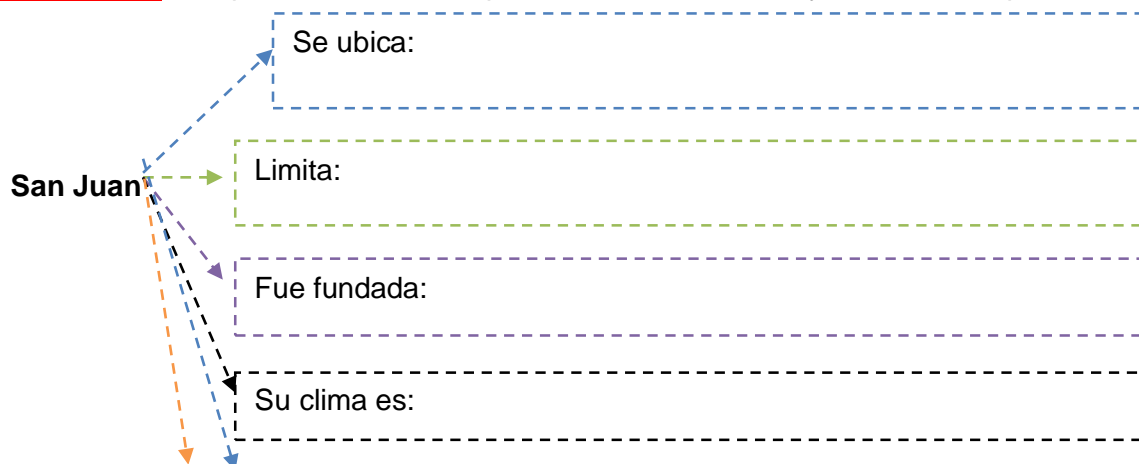 Se ubica:
Limita:
San Juan
Fue fundada:
Su clima es: